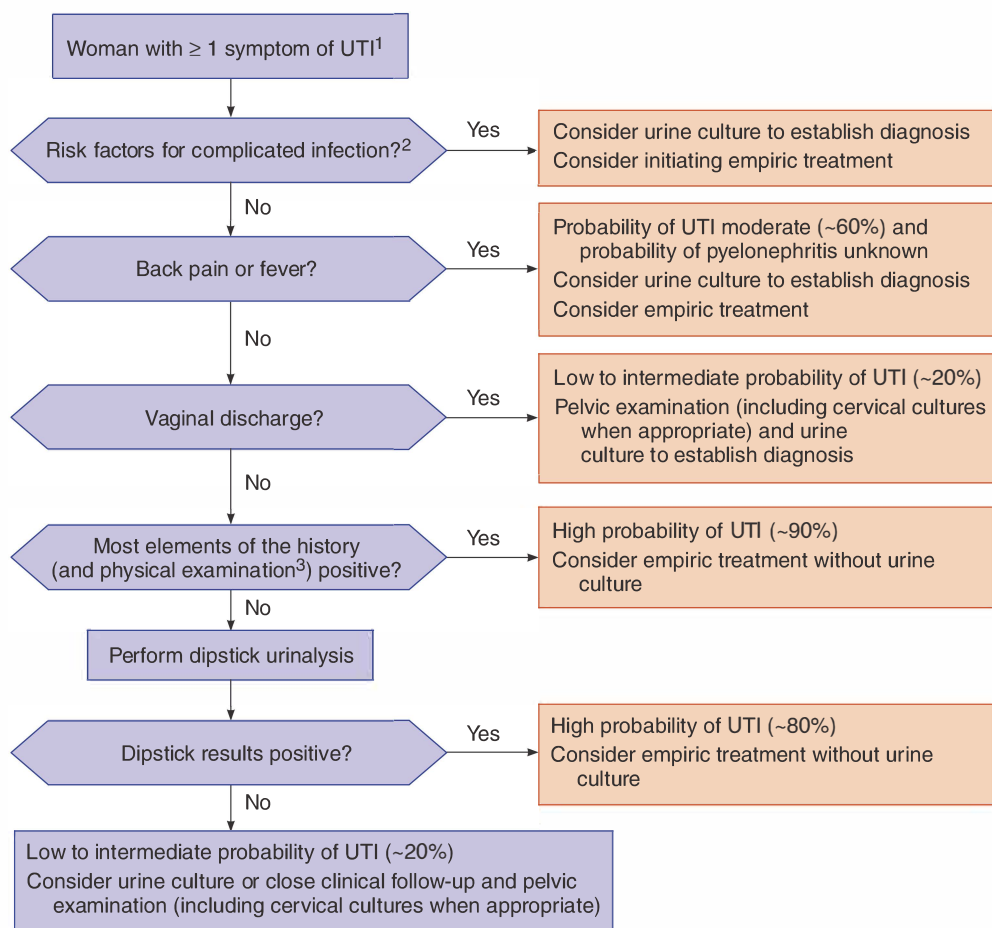 Woman with ≥ 1 symptom of UTI¹
Risk factors for complicated infection?²
Yes
Consider urine culture to establish diagnosis
Consider initiating empiric treatment
No
Back pain or fever?
Yes
Probability of UTI moderate (~60%) and
probability of pyelonephritis unknown
Consider urine culture to establish diagnosis
Consider empiric treatment
No
Vaginal discharge?
Yes
Low to intermediate probability of UTI (~20%)
Pelvic examination (including cervical cultures
when appropriate) and urine
culture to establish diagnosis
No
Most elements of the history
(and physical examination³) positive?
Yes
High probability of UTI (~90%)
Consider empiric treatment without urine
culture
No
Perform dipstick urinalysis
Dipstick results positive?
Yes
High probability of UTI (~80%)
Consider empiric treatment without urine
culture
No
Low to intermediate probability of UTI (~20%)
Consider urine culture or close clinical follow-up and pelvic
examination (including cervical cultures when appropriate)